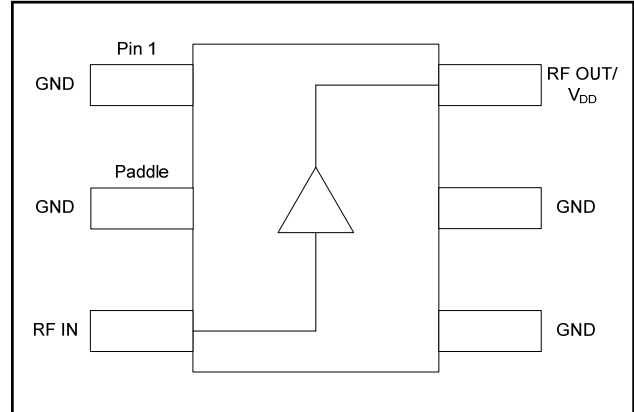 Pin 1
GND
RF OUT/
VDD
Paddle
GND
GND
RF IN
GND